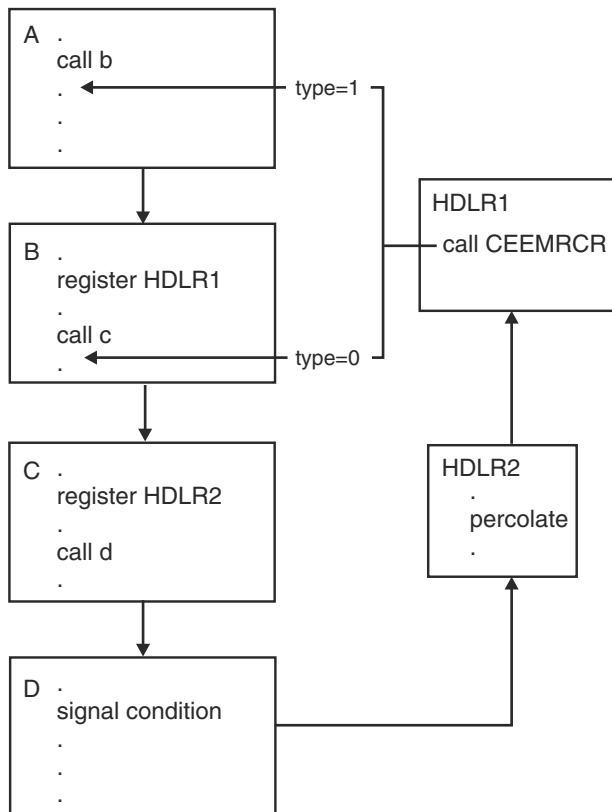 A .
call b
.
.
.
type=1
B .
register HDLR1
.
call c
.
type=0
C .
register HDLR2
.
call d
.
D .
signal condition
.
.
.
HDLR1
call CEEMRCR
HDLR2
.
percolate
.